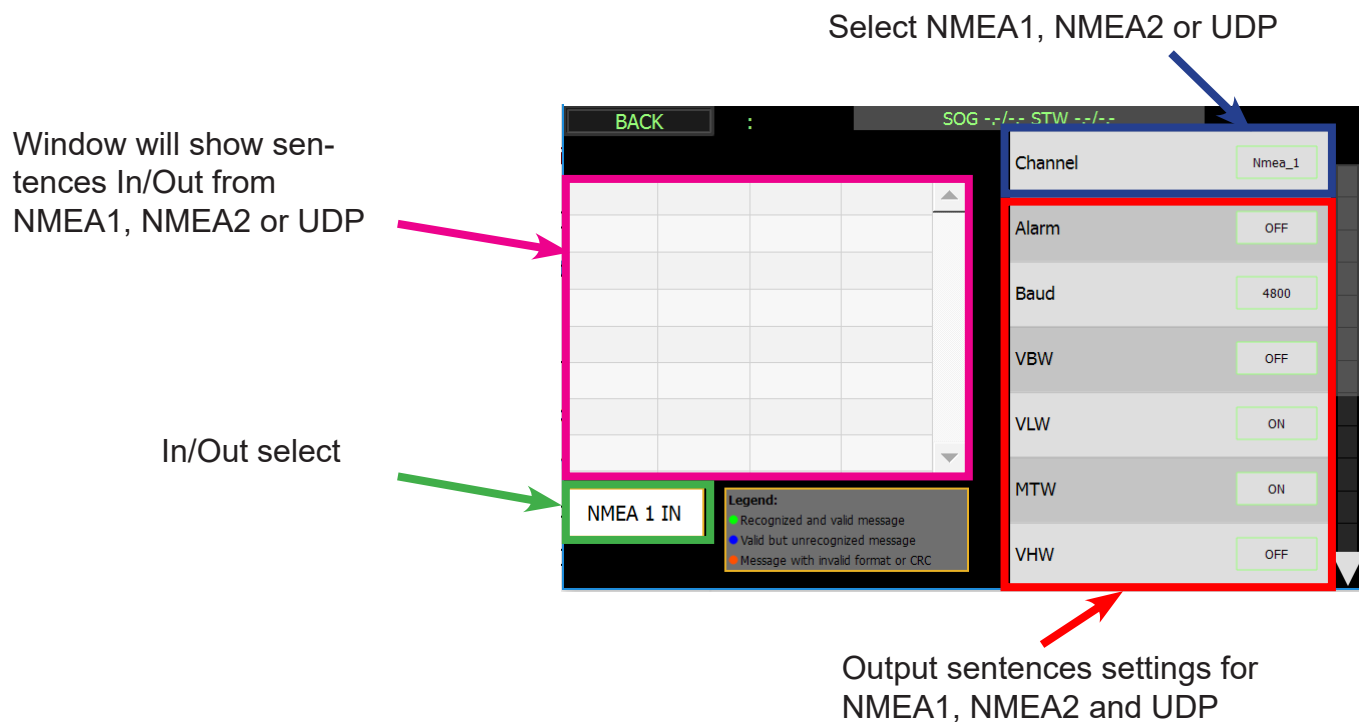 Select NMEA1, NMEA2 or UDP
Window will show sen-
tences In/Out from
NMEA1, NMEA2 or UDP
BACK : SOG -.-/-.- STW -.-/-.-
Channel Nmea_1
Alarm OFF
Baud 4800
VBW OFF
VLW ON
MTW ON
VHW OFF
In/Out select
NMEA 1 IN
Legend:
Recognized and valid message
Valid but unrecognized message
Message with invalid format or CRC
Output sentences settings for
NMEA1, NMEA2 and UDP